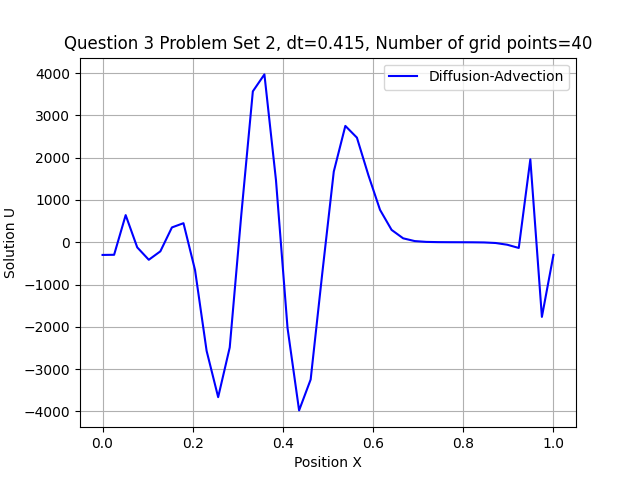 Question 3 Problem Set 2, dt=0.415, Number of grid points=40
Diffusion-Advection
4000
3000
2000
1000
0
−1000
−2000
−3000
−4000
Solution U
0.0 0.2 0.4 0.6 0.8 1.0
Position X